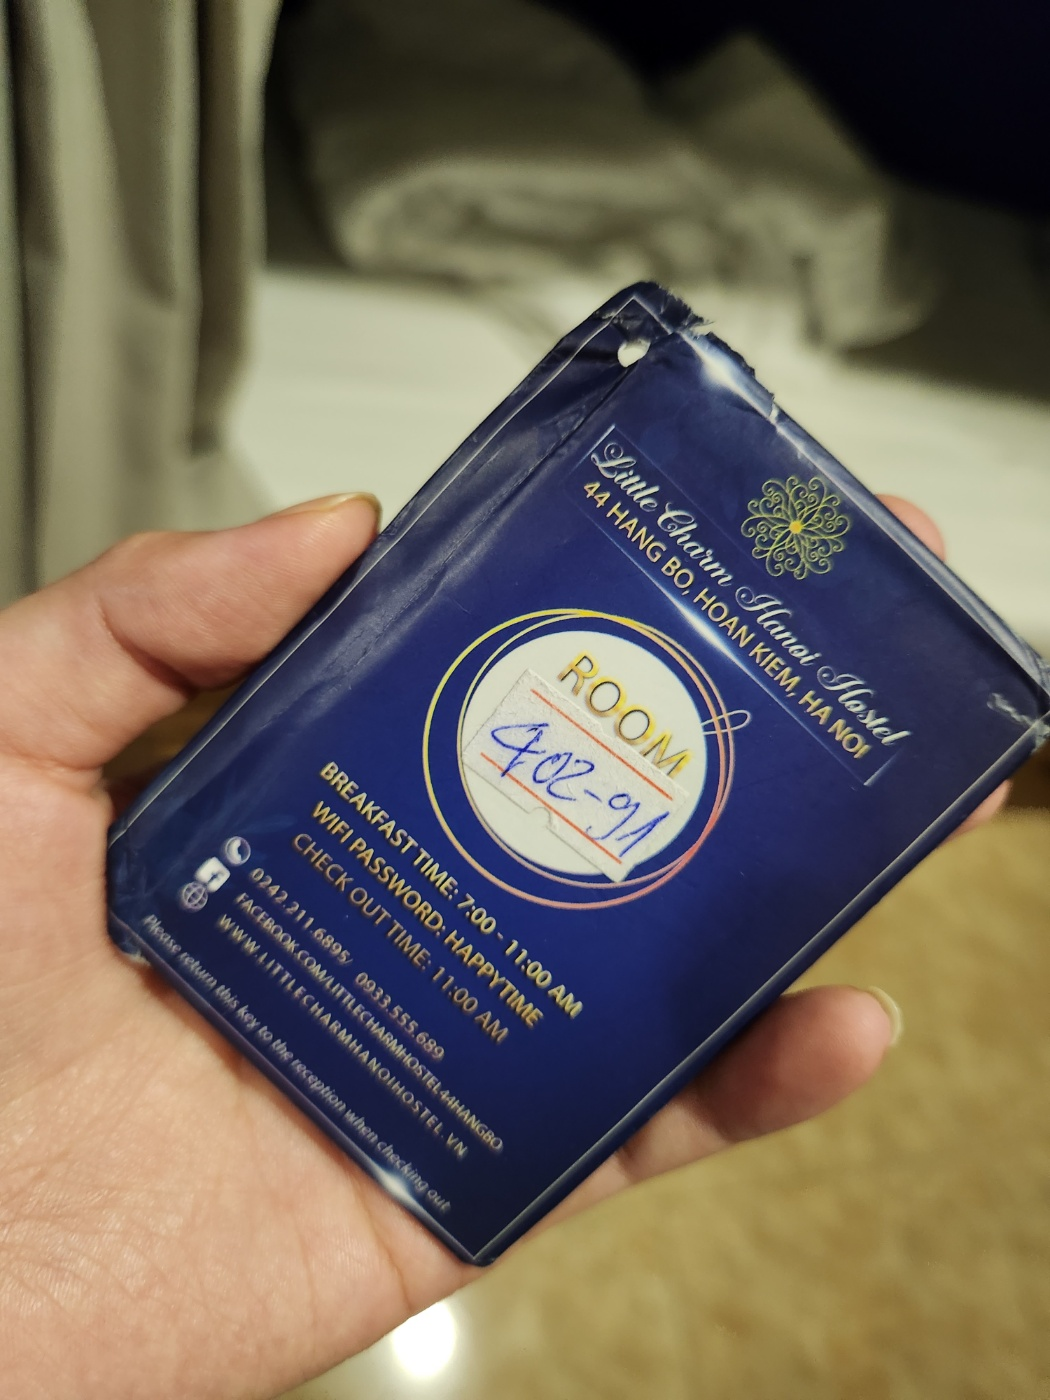 Little Charm Hanoi Hostel
44 HANG BO, HOAN KIEM, HA NOI
ROOM
402-G1
BREAKFAST TIME: 7:00 - 11:00 AM
WIFI PASSWORD: HAPPYTIME
CHECK OUT TIME: 11:00 AM
0242.211.6895/ 0933.555.689
FACEBOOK.COM/LITTLECHARMHOSTEL44HANGBO
WWW.LITTLECHARMHANOIHOSTEL.VN
Please return this key to the reception when checking out